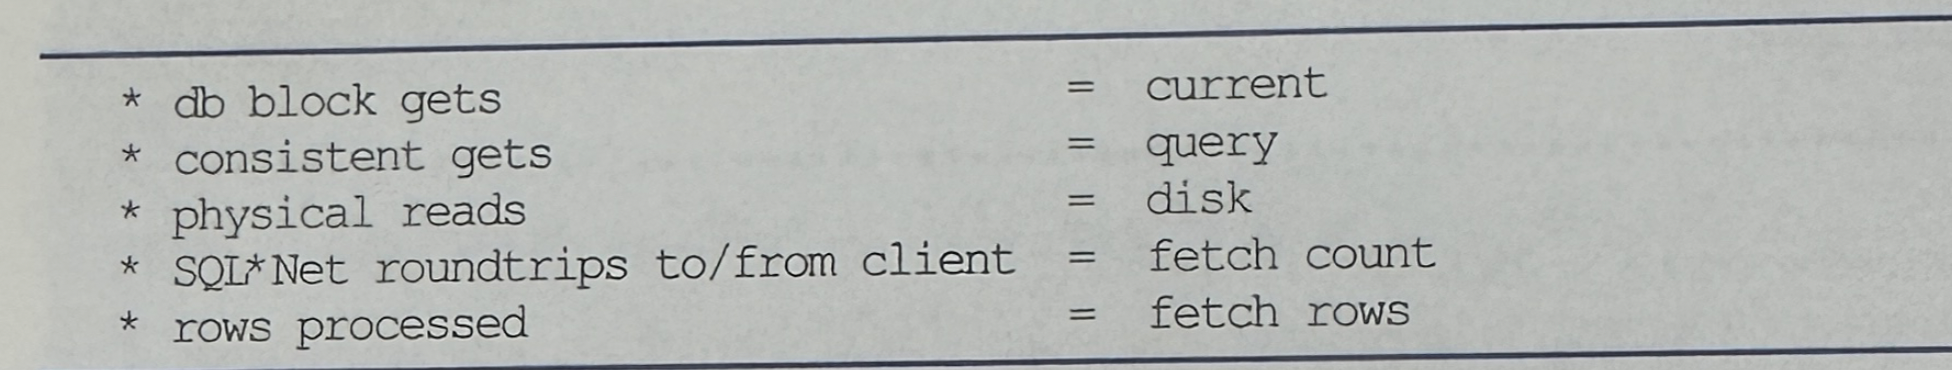 * db block gets = current
* consistent gets = query
* physical reads = disk
* SQL*Net roundtrips to/from client = fetch count
* rows processed = fetch rows